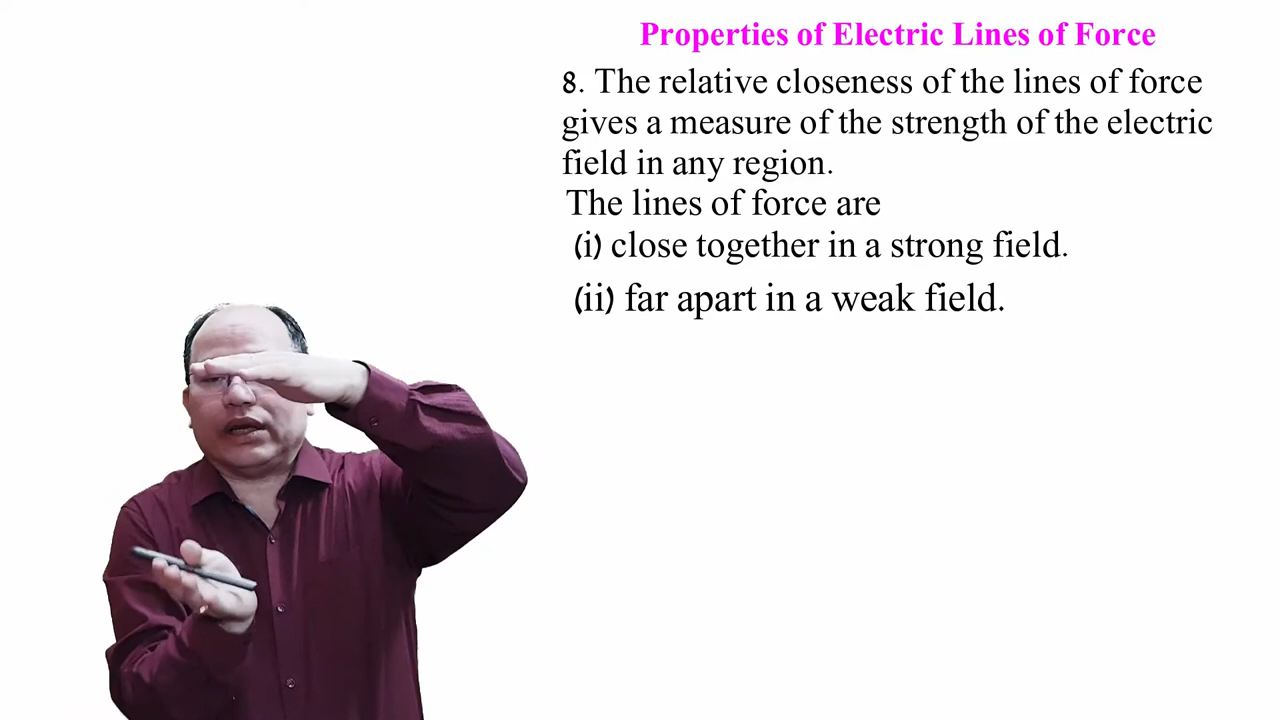 Properties of Electric Lines of Force
8. The relative closeness of the lines of force
gives a measure of the strength of the electric
field in any region.
The lines of force are
(i) close together in a strong field.
(ii) far apart in a weak field.